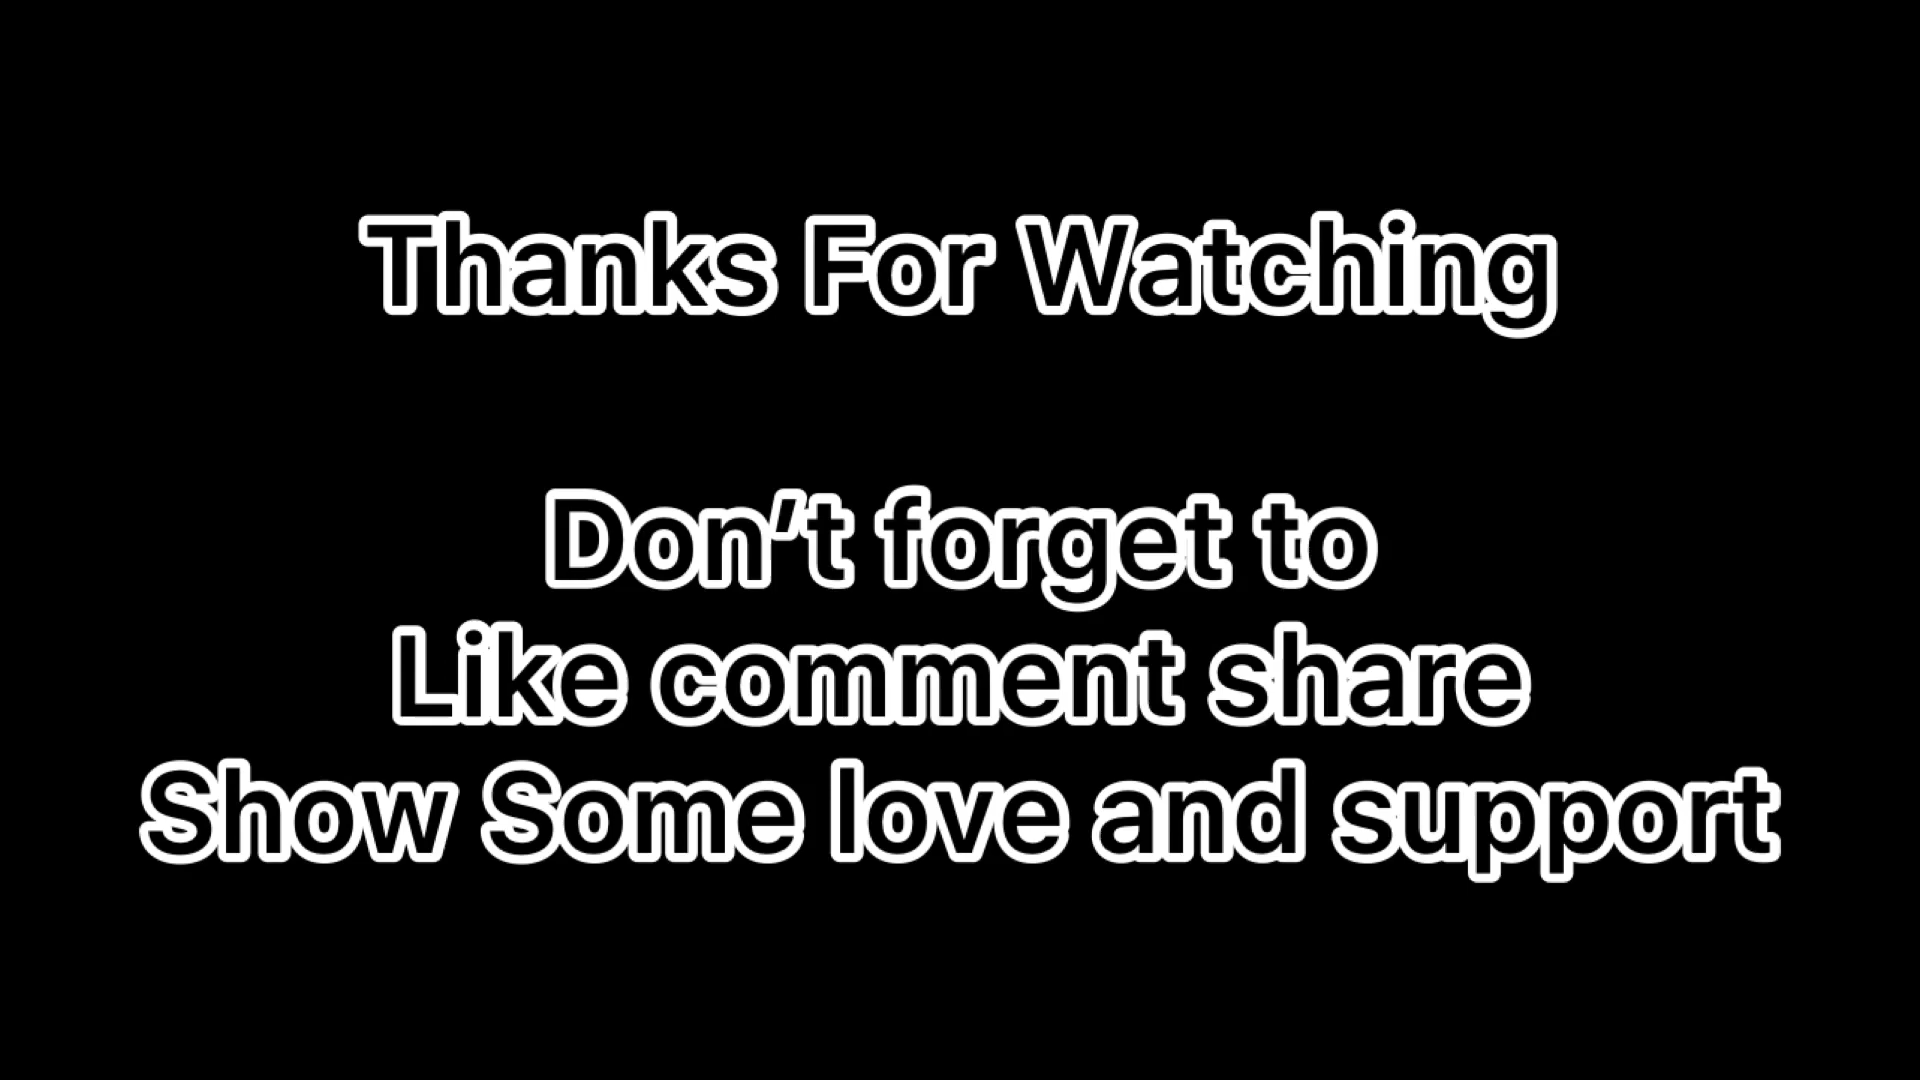 Thanks For Watching
Don’t forget to
Like comment share
Show Some love and support